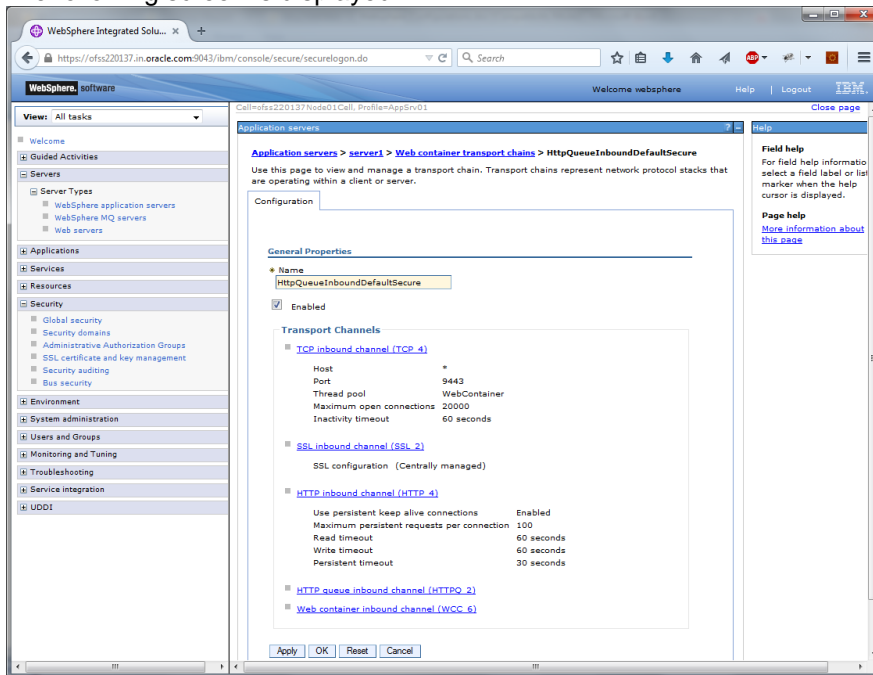 WebSphere Integrated Solu... × +
https://ofss220137.in.oracle.com:9043/ibm/console/secure/securelogon.do
Search
ABP
WebSphere. software
Welcome websphere
Help | Logout
IBM.
Cell=ofss220137Node01Cell, Profile=AppSrv01
Close page
View: All tasks
Welcome
Guided Activities
Servers
Server Types
WebSphere application servers
WebSphere MQ servers
Web servers
Applications
Services
Resources
Security
Global security
Security domains
Administrative Authorization Groups
SSL certificate and key management
Security auditing
Bus security
Environment
System administration
Users and Groups
Monitoring and Tuning
Troubleshooting
Service integration
UDDI
Application servers
? -
Application servers > server1 > Web container transport chains > HttpQueueInboundDefaultSecure
Use this page to view and manage a transport chain. Transport chains represent network protocol stacks that
are operating within a client or server.
Configuration
General Properties
* Name
HttpQueueInboundDefaultSecure
Enabled
Transport Channels
TCP inbound channel (TCP_4)
Host *
Port 9443
Thread pool WebContainer
Maximum open connections 20000
Inactivity timeout 60 seconds
SSL inbound channel (SSL_2)
SSL configuration (Centrally managed)
HTTP inbound channel (HTTP_4)
Use persistent keep alive connections Enabled
Maximum persistent requests per connection 100
Read timeout 60 seconds
Write timeout 60 seconds
Persistent timeout 30 seconds
HTTP queue inbound channel (HTTPQ_2)
Web container inbound channel (WCC_6)
Apply OK Reset Cancel
Help
Field help
For field help informatio
select a field label or list
marker when the help
cursor is displayed.
Page help
More information about
this page